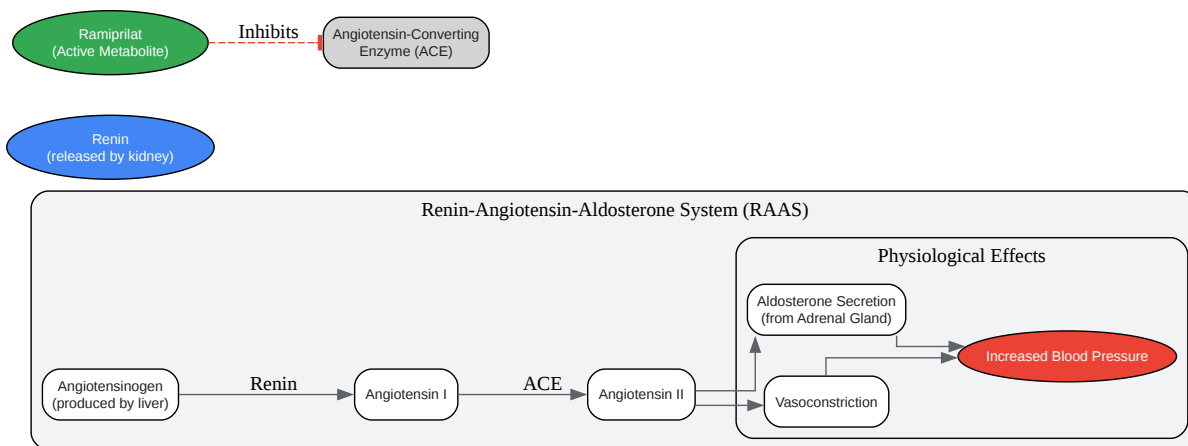 Ramiprilat
(Active Metabolite)
Inhibits
Angiotensin-Converting
Enzyme (ACE)
Renin
(released by kidney)
Renin-Angiotensin-Aldosterone System (RAAS)
Physiological Effects
Aldosterone Secretion
(from Adrenal Gland)
Increased Blood Pressure
Angiotensinogen
(produced by liver)
Renin
Angiotensin I
ACE
Angiotensin II
Vasoconstriction